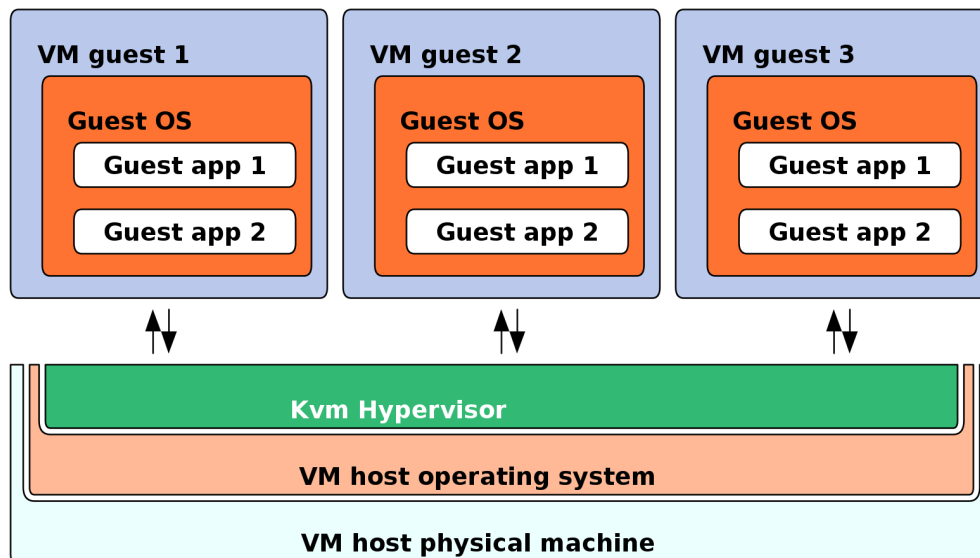 VM guest 1
Guest OS
Guest app 1
Guest app 2
VM guest 2
Guest OS
Guest app 1
Guest app 2
VM guest 3
Guest OS
Guest app 1
Guest app 2
Kvm Hypervisor
VM host operating system
VM host physical machine